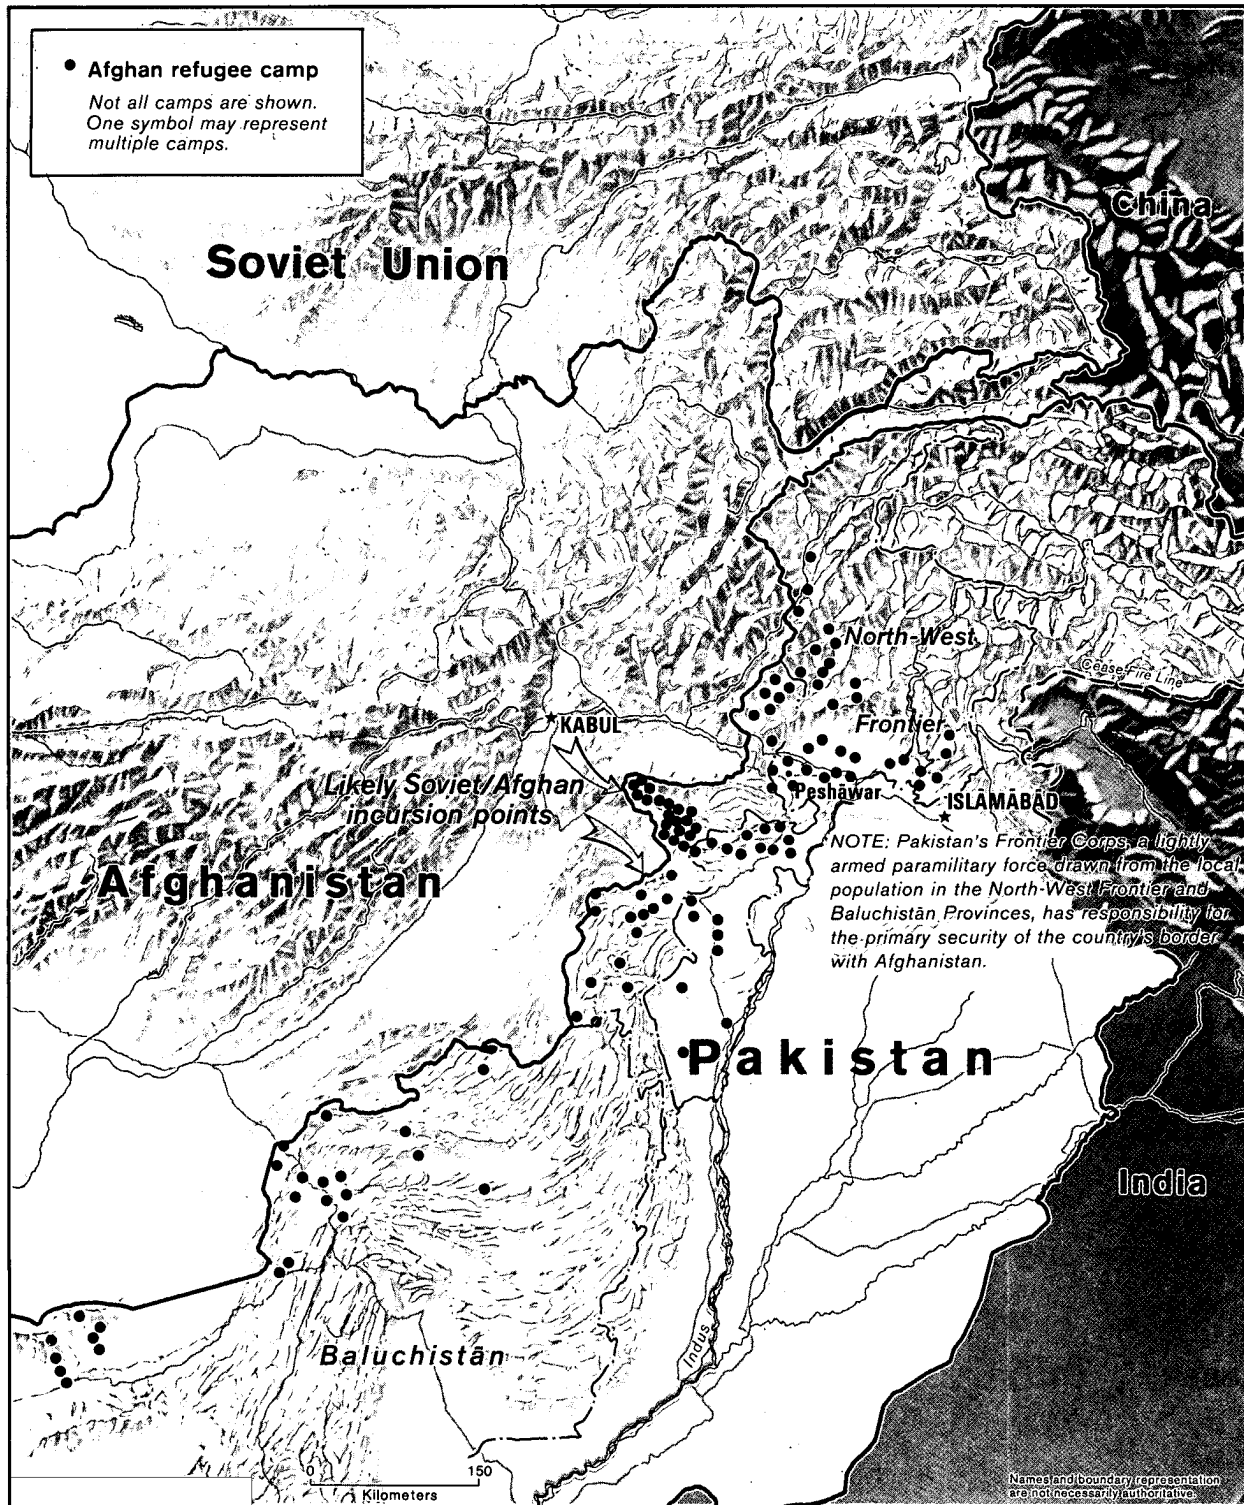 Afghan refugee camp
Not all camps are shown.
One symbol may represent
multiple camps.
China
Soviet Union
North-West
Cease-Fire Line
Frontier
KABUL
Likely Soviet/Afghan
incursion points
Peshāwar
ISLĀMĀBĀD
NOTE: Pakistan's Frontier Corps, a lightly
armed paramilitary force drawn from the local
population in the North-West Frontier and
Baluchistān Provinces, has responsibility for
the primary security of the country's border
with Afghanistan.
Afghanistan
Pakistan
India
Indus
Baluchistān
0 150
Kilometers
Names and boundary representation
are not necessarily authoritative.